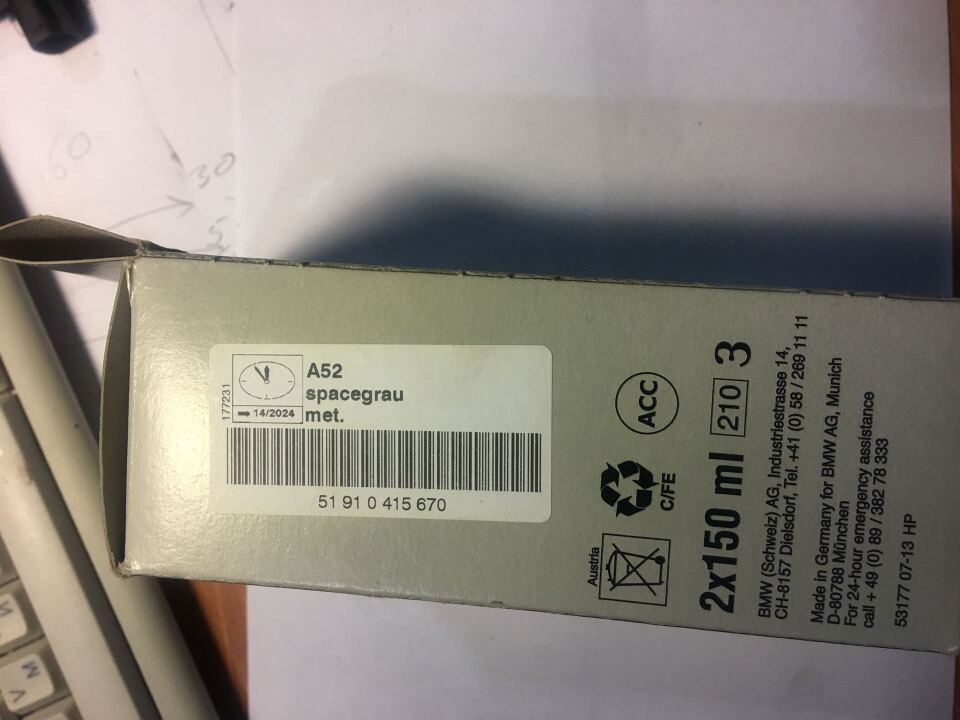 177231
14/2024
A52
spacegrau
met.
51 91 0 415 670
Austria
C/FE
ACC
2x150 ml 210 3
BMW (Schweiz) AG, Industriestrasse 14,
CH-8157 Dielsdorf, Tel. +41 (0) 58 / 269 11 11
Made in Germany for BMW AG, Munich
D-80788 München
For 24-hour emergency assistance
call + 49 (0) 89 / 382 78 333
53177 07-13 HP
60
30
M
V
M